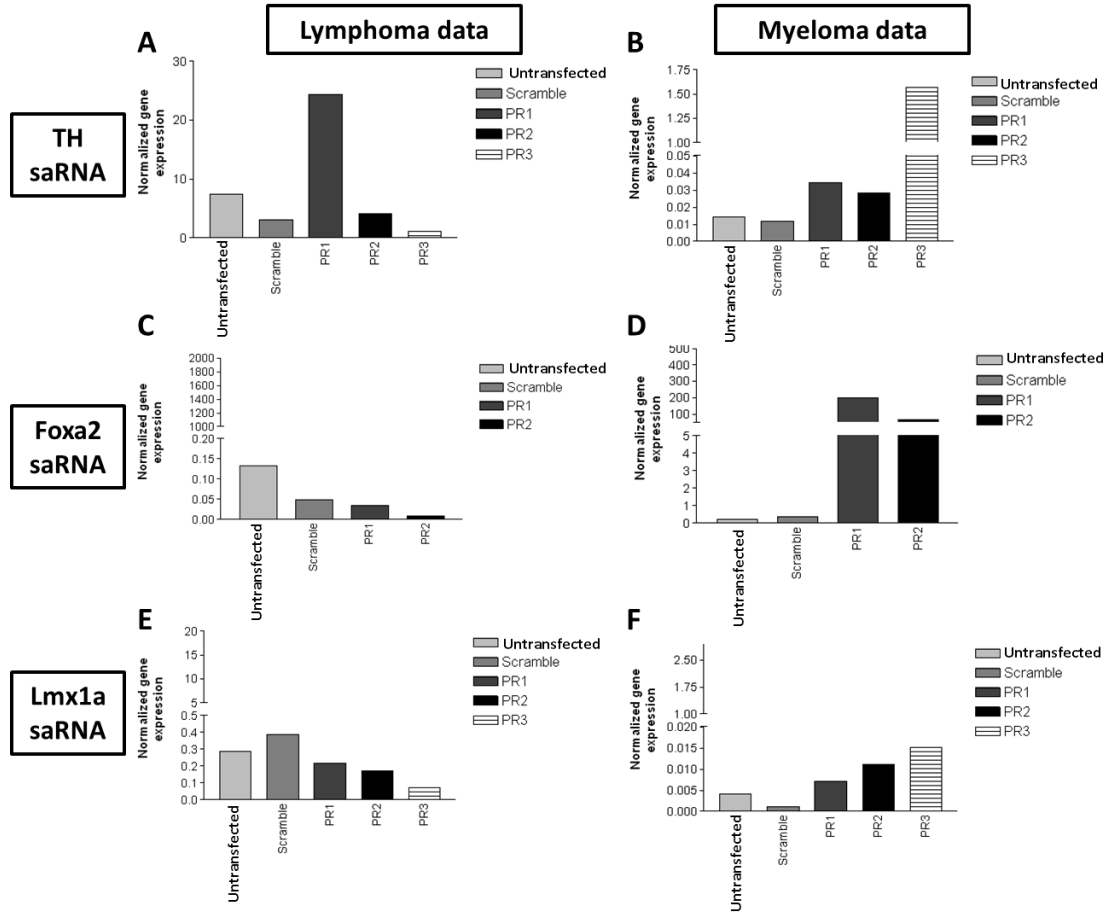 Lymphoma data
Myeloma data
TH
saRNA
A
Normalized gene
expression
30
20
10
0
Untransfected
Scramble
PR1
PR2
PR3
Untransfected
Scramble
PR1
PR2
PR3
B
Normalized gene
expression
1.75
1.50
1.25
1.00
0.05
0.04
0.03
0.02
0.01
0.00
Untransfected
Scramble
PR1
PR2
PR3
Untransfected
Scramble
PR1
PR2
PR3
Foxa2
saRNA
C
Normalized gene
expression
2000
1800
1600
1400
1200
1000
0.20
0.15
0.10
0.05
0.00
Untransfected
Scramble
PR1
PR2
Untransfected
Scramble
PR1
PR2
D
Normalized gene
expression
500
400
300
200
100
5
4
3
2
1
0
Untransfected
Scramble
PR1
PR2
Untransfected
Scramble
PR1
PR2
Lmx1a
saRNA
E
Normalized gene
expression
20
15
10
5
0.5
0.4
0.3
0.2
0.1
0.0
Untransfected
Scramble
PR1
PR2
PR3
Untransfected
Scramble
PR1
PR2
PR3
F
Normalized gene
expression
2.50
1.75
1.00
0.020
0.015
0.010
0.005
0.000
Untransfected
Scramble
PR1
PR2
PR3
Untransfected
Scramble
PR1
PR2
PR3